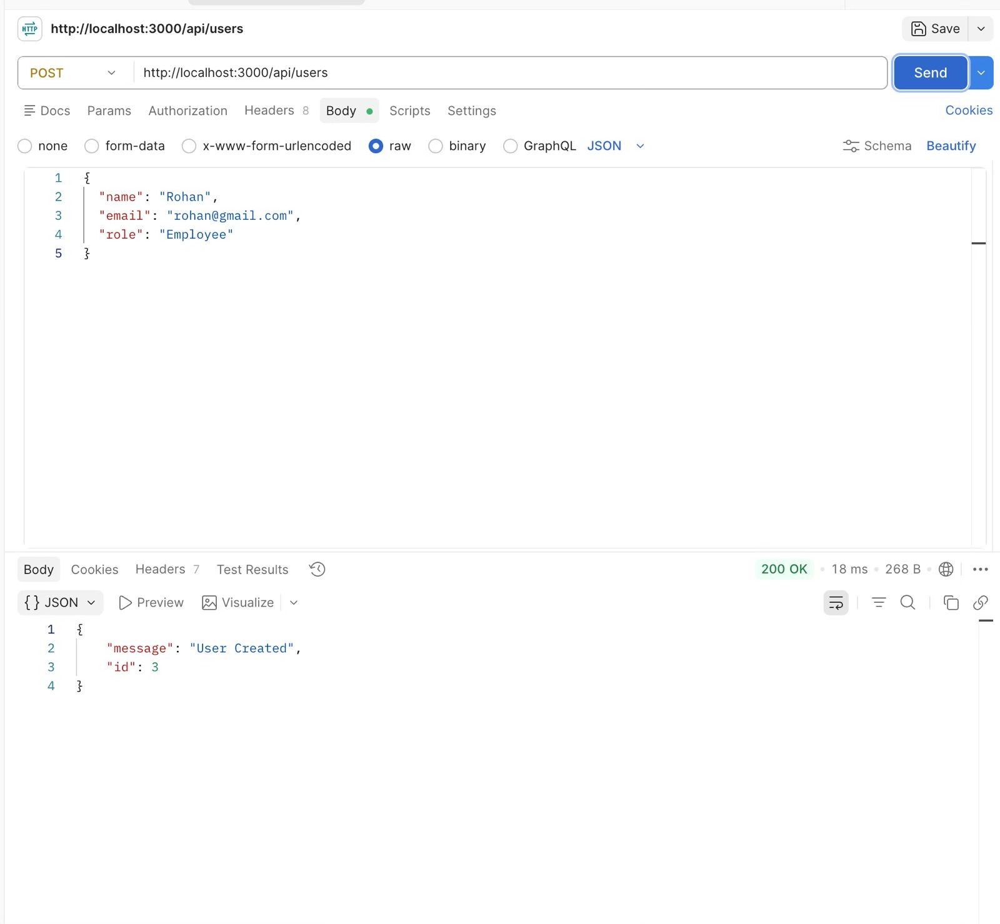 HTTP http://localhost:3000/api/users Save
POST http://localhost:3000/api/users Send
Docs Params Authorization Headers 8 Body Scripts Settings Cookies
none form-data x-www-form-urlencoded raw binary GraphQL JSON Schema Beautify
1 {
2 "name": "Rohan",
3 "email": "rohan@gmail.com",
4 "role": "Employee"
5 }
Body Cookies Headers 7 Test Results 200 OK • 18 ms • 268 B •
{} JSON Preview Visualize
1 {
2 "message": "User Created",
3 "id": 3
4 }